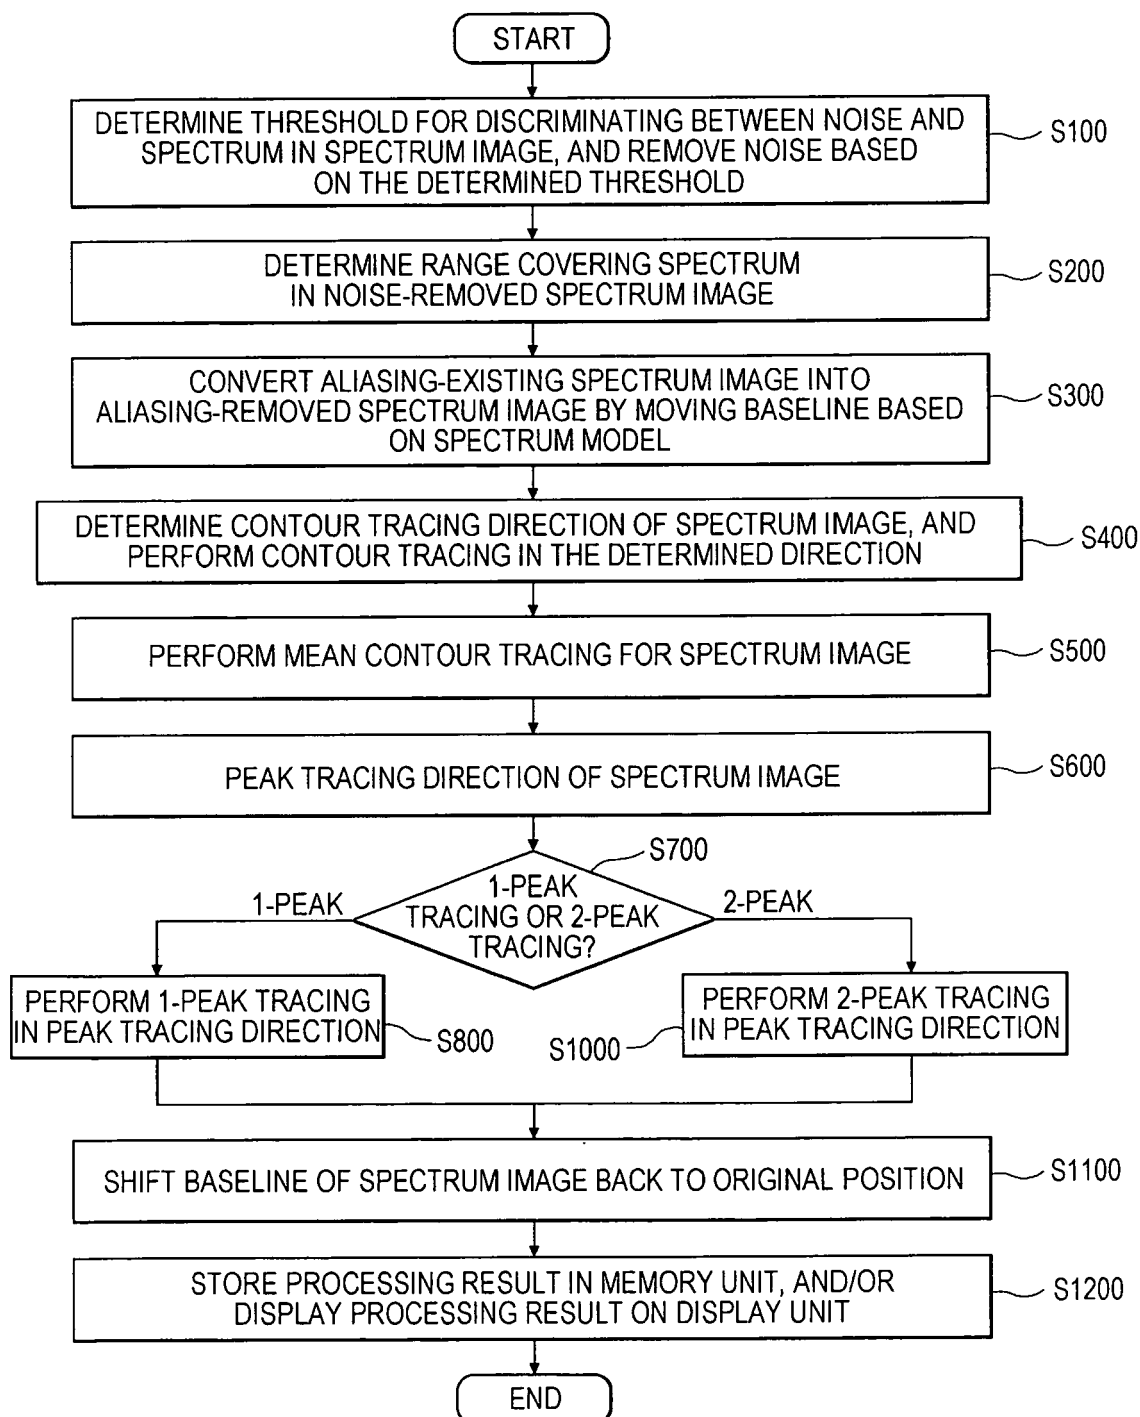 START
DETERMINE THRESHOLD FOR DISCRIMINATING BETWEEN NOISE AND
SPECTRUM IN SPECTRUM IMAGE, AND REMOVE NOISE BASED
ON THE DETERMINED THRESHOLD
S100
DETERMINE RANGE COVERING SPECTRUM
IN NOISE-REMOVED SPECTRUM IMAGE
S200
CONVERT ALIASING-EXISTING SPECTRUM IMAGE INTO
ALIASING-REMOVED SPECTRUM IMAGE BY MOVING BASELINE BASED
ON SPECTRUM MODEL
S300
DETERMINE CONTOUR TRACING DIRECTION OF SPECTRUM IMAGE, AND
PERFORM CONTOUR TRACING IN THE DETERMINED DIRECTION
S400
PERFORM MEAN CONTOUR TRACING FOR SPECTRUM IMAGE
S500
PEAK TRACING DIRECTION OF SPECTRUM IMAGE
S600
S700
1-PEAK
TRACING OR 2-PEAK
TRACING?
1-PEAK
2-PEAK
PERFORM 1-PEAK TRACING
IN PEAK TRACING DIRECTION
S800
PERFORM 2-PEAK TRACING
IN PEAK TRACING DIRECTION
S1000
SHIFT BASELINE OF SPECTRUM IMAGE BACK TO ORIGINAL POSITION
S1100
STORE PROCESSING RESULT IN MEMORY UNIT, AND/OR
DISPLAY PROCESSING RESULT ON DISPLAY UNIT
S1200
END